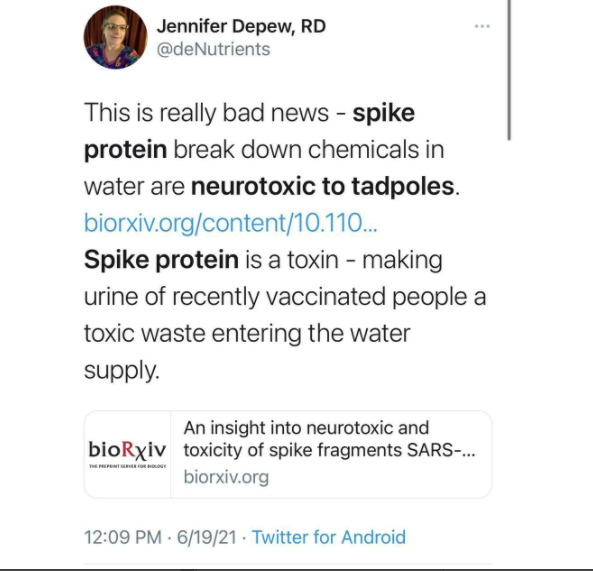 Jennifer Depew, RD
@deNutrients
This is really bad news - spike
protein break down chemicals in
water are neurotoxic to tadpoles.
biorxiv.org/content/10.110...
Spike protein is a toxin - making
urine of recently vaccinated people a
toxic waste entering the water
supply.
An insight into neurotoxic and
bioRxiv
THE PREPRINT SERVER FOR BIOLOGY
toxicity of spike fragments SARS-...
biorxiv.org
12:09 PM · 6/19/21 · Twitter for Android